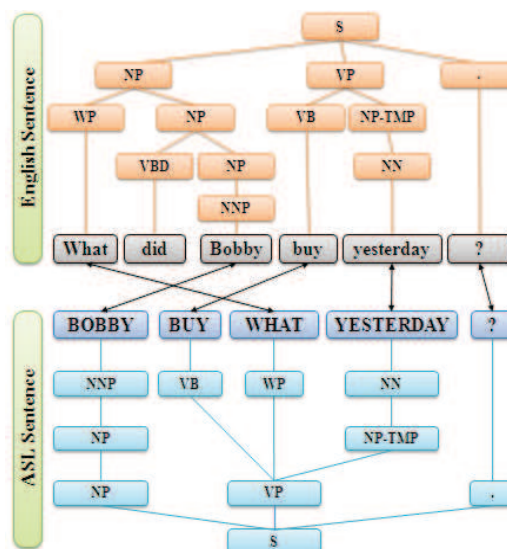 English Sentence
S
NP VP .
WP NP VB NP-TMP
VBD NP NN
NNP
What did Bobby buy yesterday ?
ASL Sentence
BOBBY BUY WHAT YESTERDAY ?
NNP VB WP NN
NP NP-TMP
NP VP .
S